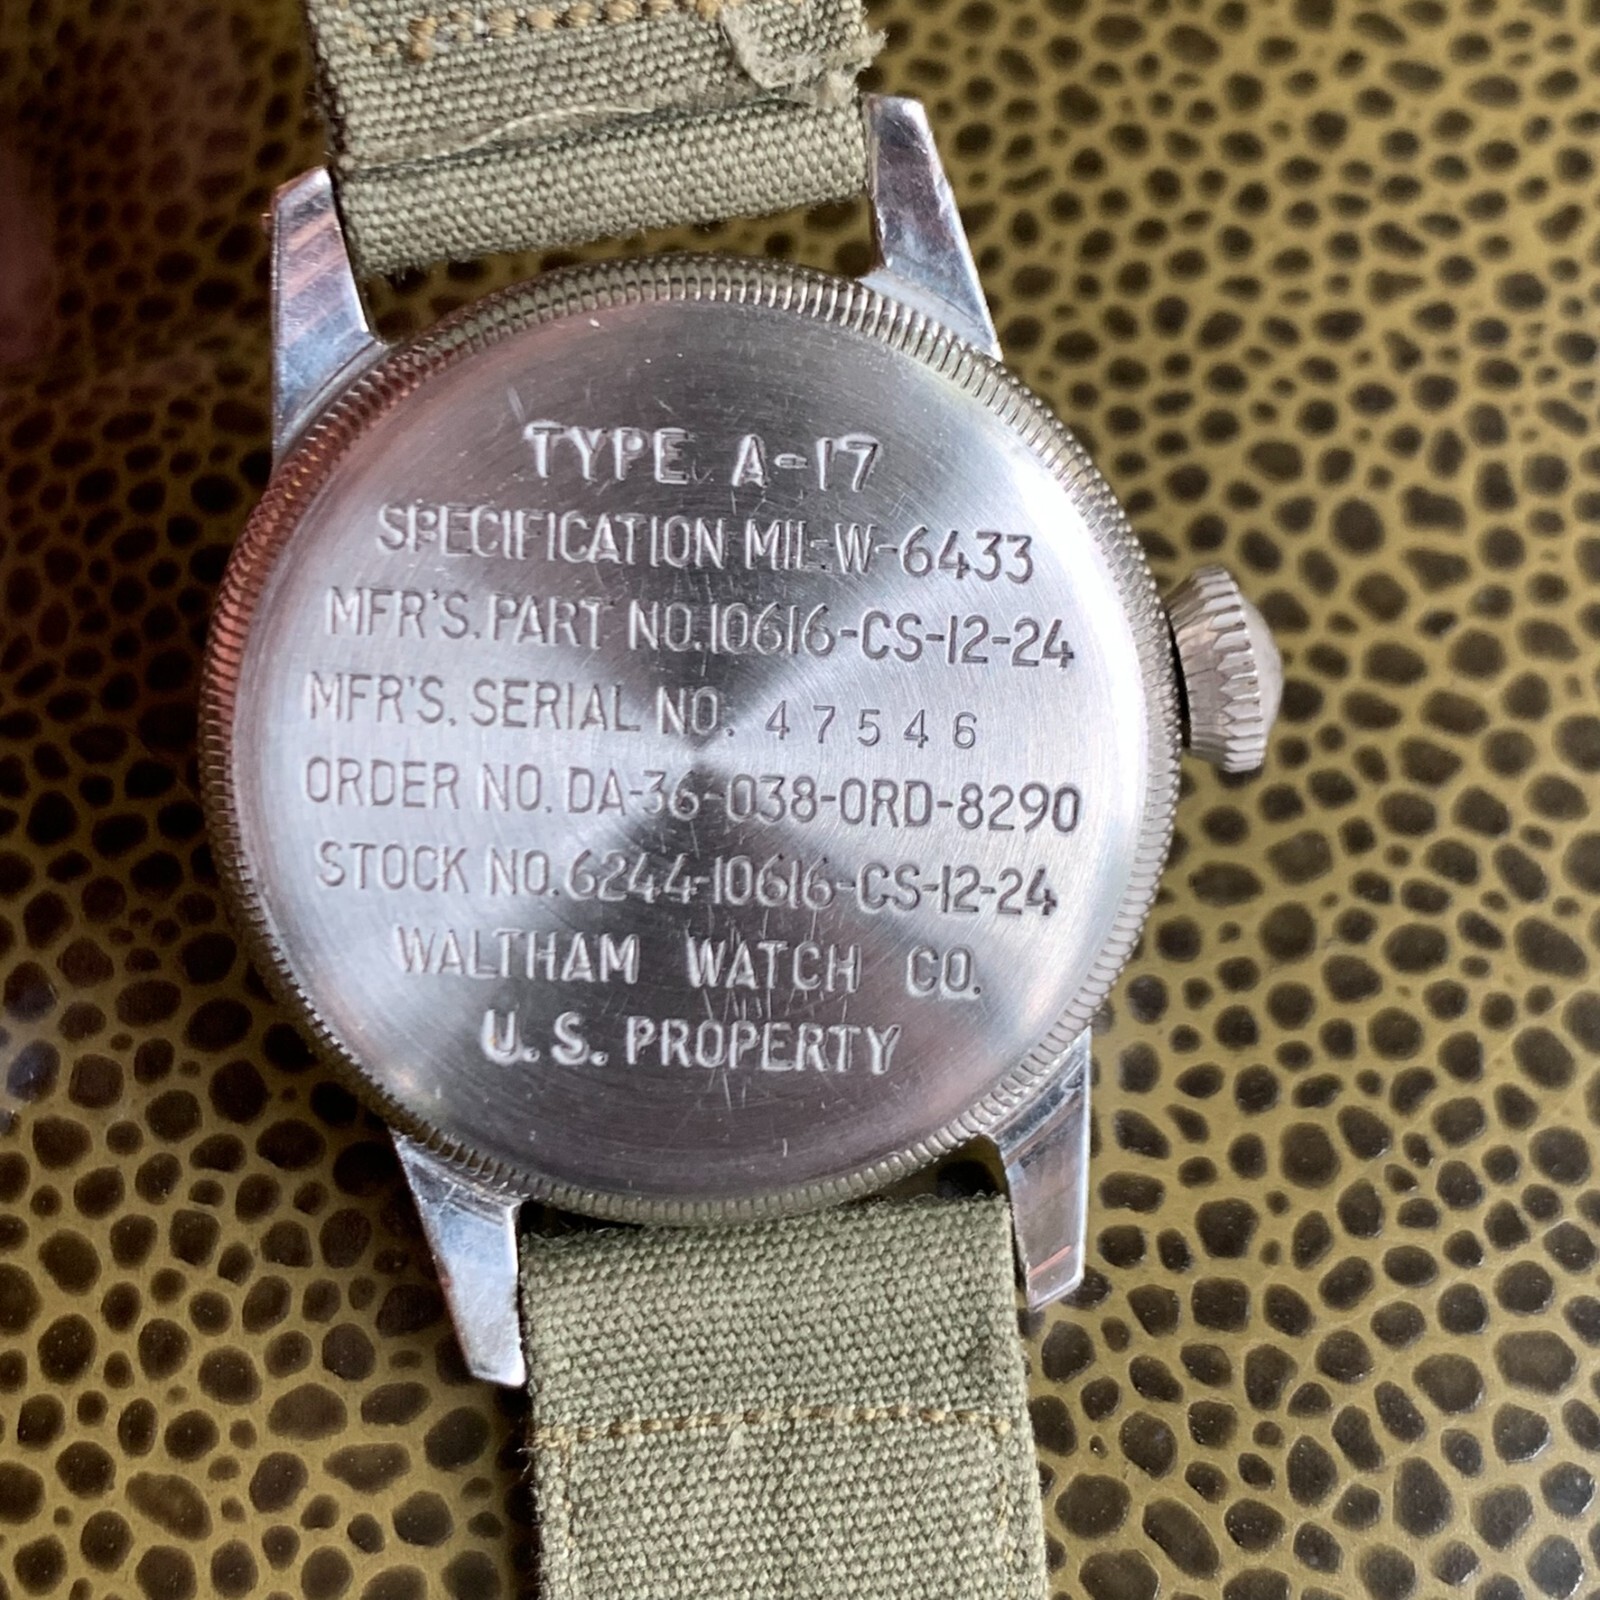 TYPE A-17
SPECIFICATION MIL-W-6433
MFR'S. PART NO. 10616-CS-12-24
MFR'S. SERIAL NO. 47546
ORDER NO. DA-36-038-ORD-8290
STOCK NO. 6244-10616-CS-12-24
WALTHAM WATCH CO.
U. S. PROPERTY